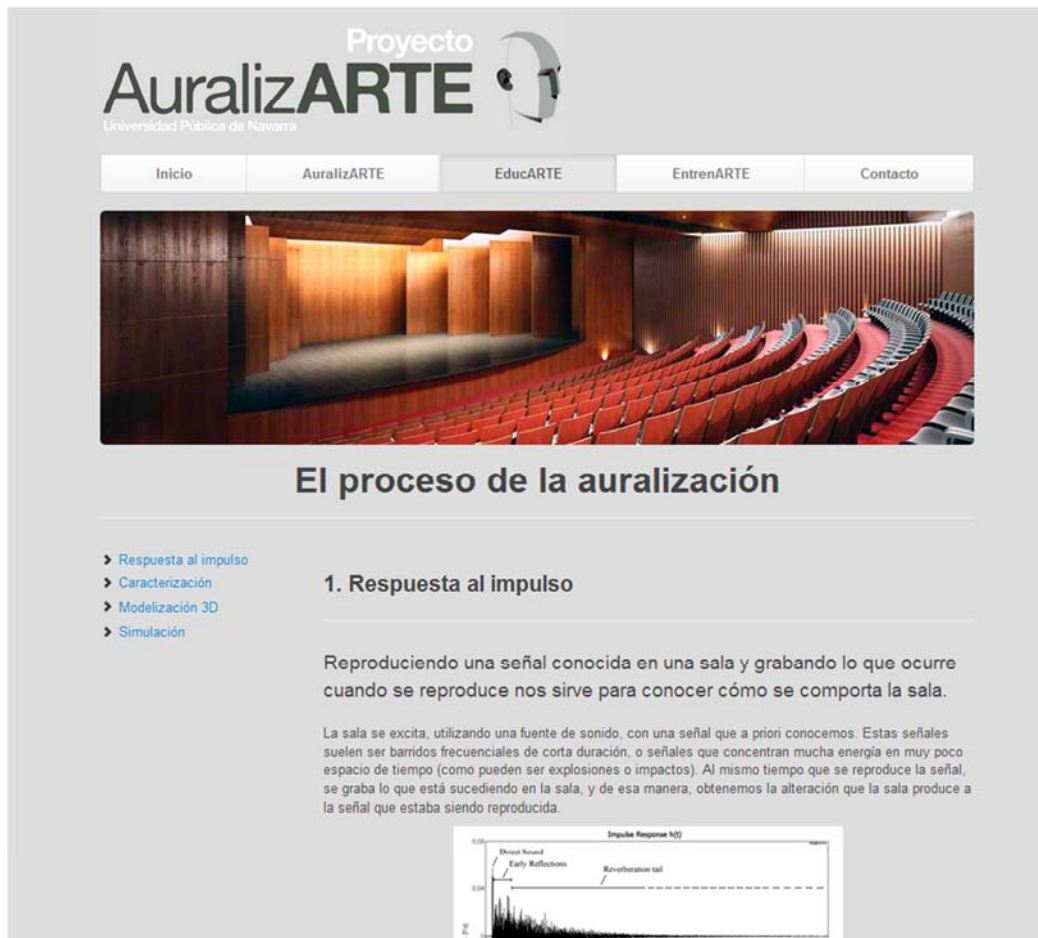 Proyecto
AuralizARTE
Universidad Pública de Navarra
Inicio AuralizARTE EducARTE EntrenARTE Contacto
El proceso de la auralización
Respuesta al impulso
Caracterización
Modelización 3D
Simulación
1. Respuesta al impulso
Reproduciendo una señal conocida en una sala y grabando lo que ocurre
cuando se reproduce nos sirve para conocer cómo se comporta la sala.
La sala se excita, utilizando una fuente de sonido, con una señal que a priori conocemos. Estas señales
suelen ser barridos frecuenciales de corta duración, o señales que concentran mucha energía en muy poco
espacio de tiempo (como pueden ser explosiones o impactos). Al mismo tiempo que se reproduce la señal,
se graba lo que está sucediendo en la sala, y de esa manera, obtenemos la alteración que la sala produce a
la señal que estaba siendo reproducida.
Impulse Response h(t)
0.08
Direct Sound
Early Reflections
Reverberation tail
0.04
0